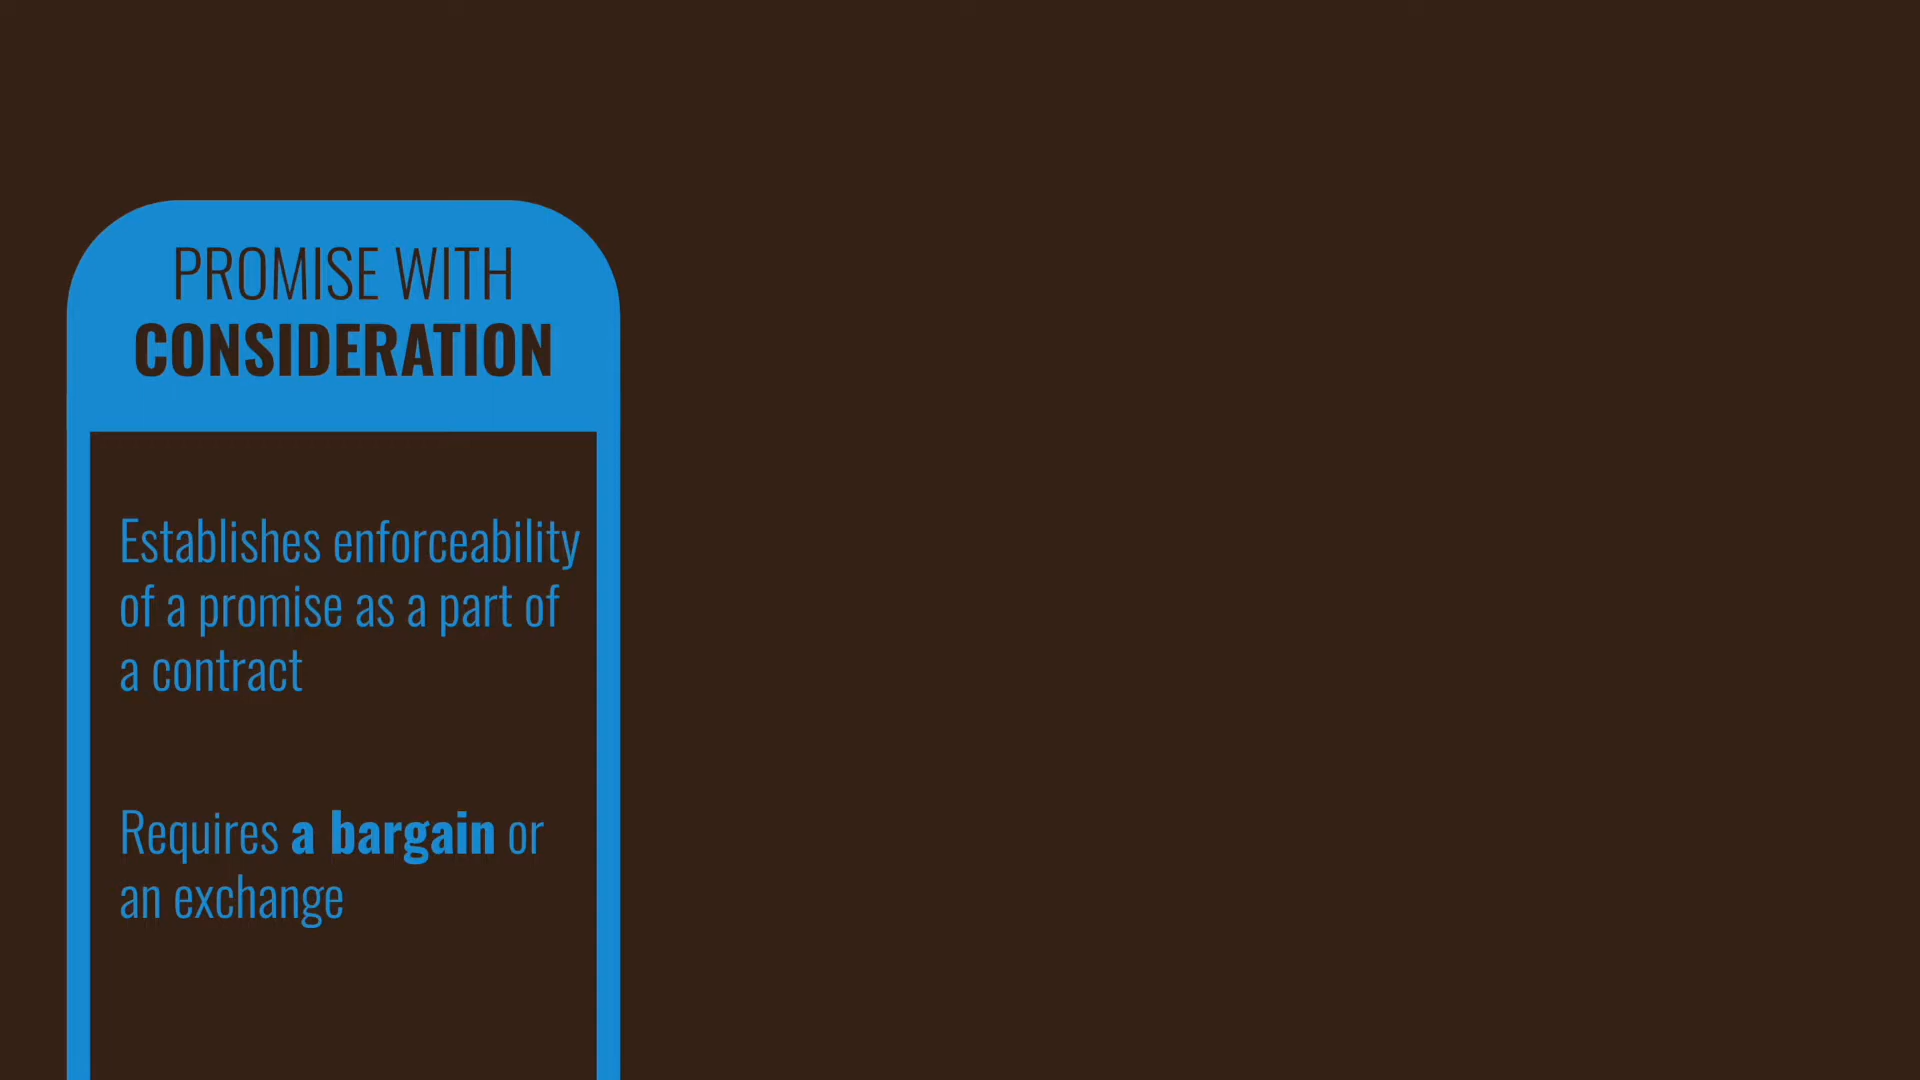 PROMISE WITH
CONSIDERATION
Establishes enforceability
of a promise as a part of
a contract
Requires a bargain or
an exchange